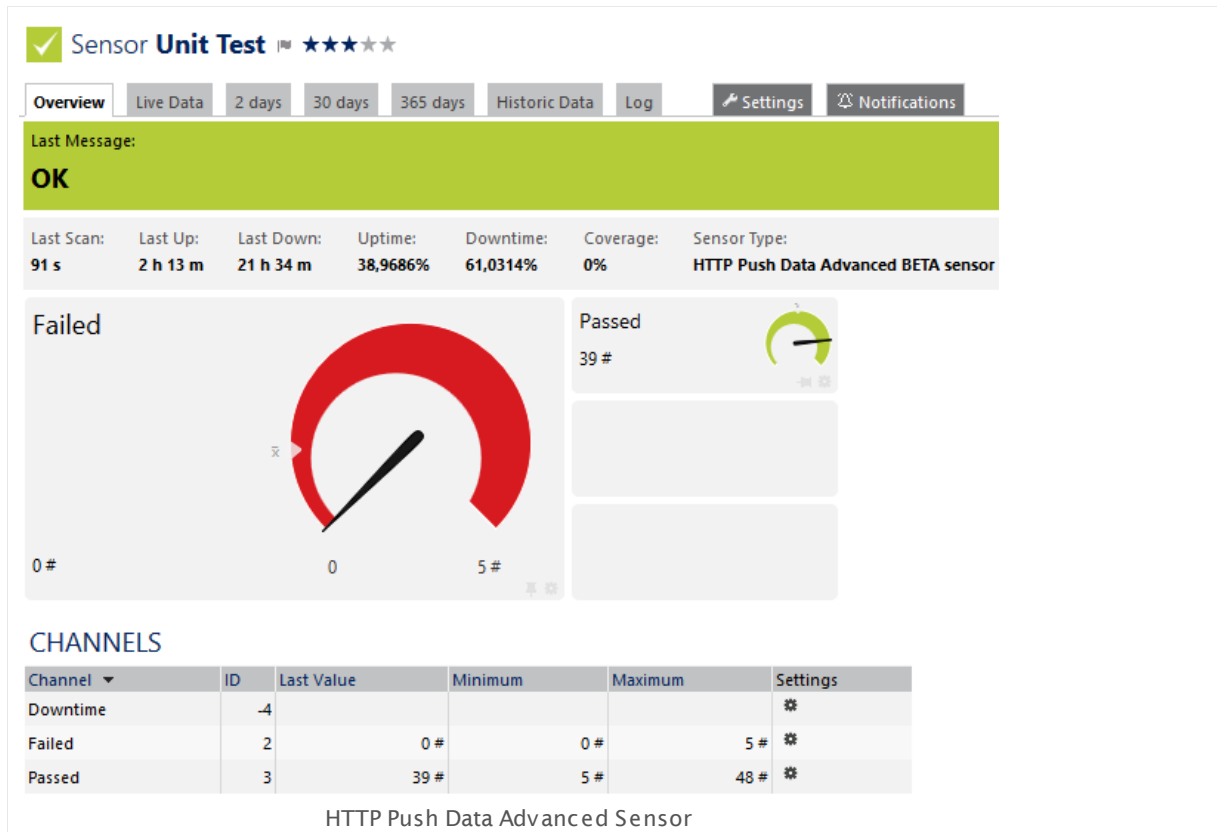 Sensor Unit Test
Overview Live Data 2 days 30 days 365 days Historic Data Log Settings Notifications
Last Message:
OK
Last Scan: Last Up: Last Down: Uptime: Downtime: Coverage: Sensor Type:
91 s 2 h 13 m 21 h 34 m 38,9686% 61,0314% 0% HTTP Push Data Advanced BETA sensor
Failed
Passed
39 #
x̄
0 # 0 5 #
CHANNELS
Channel ID Last Value Minimum Maximum Settings
Downtime -4
Failed 2 0 # 0 # 5 #
Passed 3 39 # 5 # 48 #
HTTP Push Data Advanced Sensor